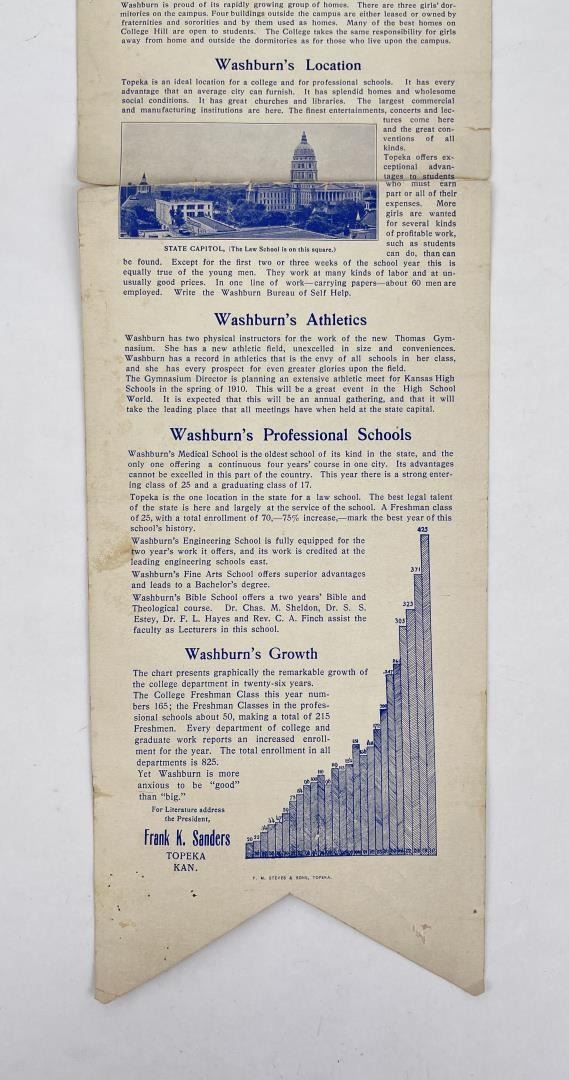 Washburn is proud of its rapidly growing group of homes. There are three girls' dor-
mitories on the campus. Four buildings outside the campus are either leased or owned by
fraternities and sororities and by them used as homes. Many of the best homes on
College Hill are open to students. The College takes the same responsibility for girls
away from home and outside the dormitories as for those who live upon the campus.
Washburn's Location
Topeka is an ideal location for a college and for professional schools. It has every
advantage that an average city can furnish. It has splendid homes and wholesome
social conditions. It has great churches and libraries. The largest commercial
and manufacturing institutions are here. The finest entertainments, concerts and lec-
tures come here
and the great con-
ventions of all
kinds.
Topeka offers ex-
ceptional advan-
tages to students
who must earn
part or all of their
expenses. More
girls are wanted
for several kinds
of profitable work,
such as students
can do, than can
STATE CAPITOL, (The Law School is on this square.)
be found. Except for the first two or three weeks of the school year this is
equally true of the young men. They work at many kinds of labor and at un-
usually good prices. In one line of work—carrying papers—about 60 men are
employed. Write the Washburn Bureau of Self Help.
Washburn's Athletics
Washburn has two physical instructors for the work of the new Thomas Gym-
nasium. She has a new athletic field, unexcelled in size and conveniences.
Washburn has a record in athletics that is the envy of all schools in her class,
and she has every prospect for even greater glories upon the field.
The Gymnasium Director is planning an extensive athletic meet for Kansas High
Schools in the spring of 1910. This will be a great event in the High School
World. It is expected that this will be an annual gathering, and that it will
take the leading place that all meetings have when held at the state capital.
Washburn's Professional Schools
Washburn's Medical School is the oldest school of its kind in the state, and the
only one offering a continuous four years' course in one city. Its advantages
cannot be excelled in this part of the country. This year there is a strong enter-
ing class of 25 and a graduating class of 17.
Topeka is the one location in the state for a law school. The best legal talent
of the state is here and largely at the service of the school. A Freshman class
of 25, with a total enrollment of 70,—75% increase,—mark the best year of this
school's history.
Washburn's Engineering School is fully equipped for the
two year's work it offers, and its work is credited at the
leading engineering schools east.
Washburn's Fine Arts School offers superior advantages
and leads to a Bachelor's degree.
Washburn's Bible School offers a two years' Bible and
Theological course. Dr. Chas. M. Sheldon, Dr. S. S.
Estey, Dr. F. L. Hayes and Rev. C. A. Finch assist the
faculty as Lecturers in this school.
Washburn's Growth
The chart presents graphically the remarkable growth of
the college department in twenty-six years.
The College Freshman Class this year num-
bers 165; the Freshman Classes in the profes-
sional schools about 50, making a total of 215
Freshmen. Every department of college and
graduate work reports an increased enroll-
ment for the year. The total enrollment in all
departments is 825.
Yet Washburn is more
anxious to be "good"
than "big."
For Literature address
the President,
Frank K. Sanders
TOPEKA
KAN.
425
371
323
303
F. M. STEVES & SONS, TOPEKA.